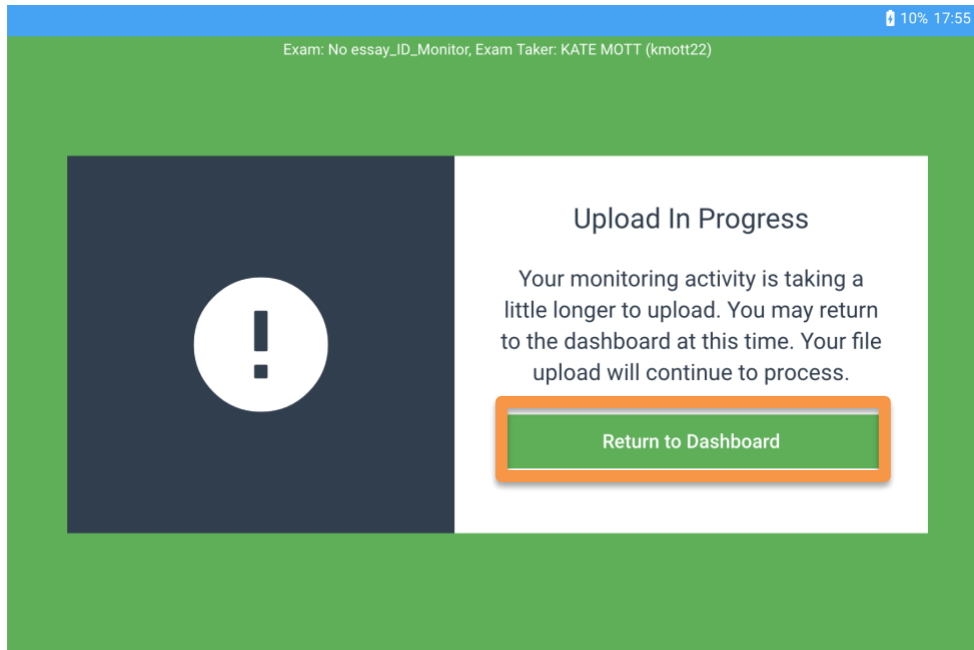 10% 17:55
Exam: No essay_ID_Monitor, Exam Taker: KATE MOTT (kmott22)
Upload In Progress
Your monitoring activity is taking a
little longer to upload. You may return
to the dashboard at this time. Your file
upload will continue to process.
Return to Dashboard